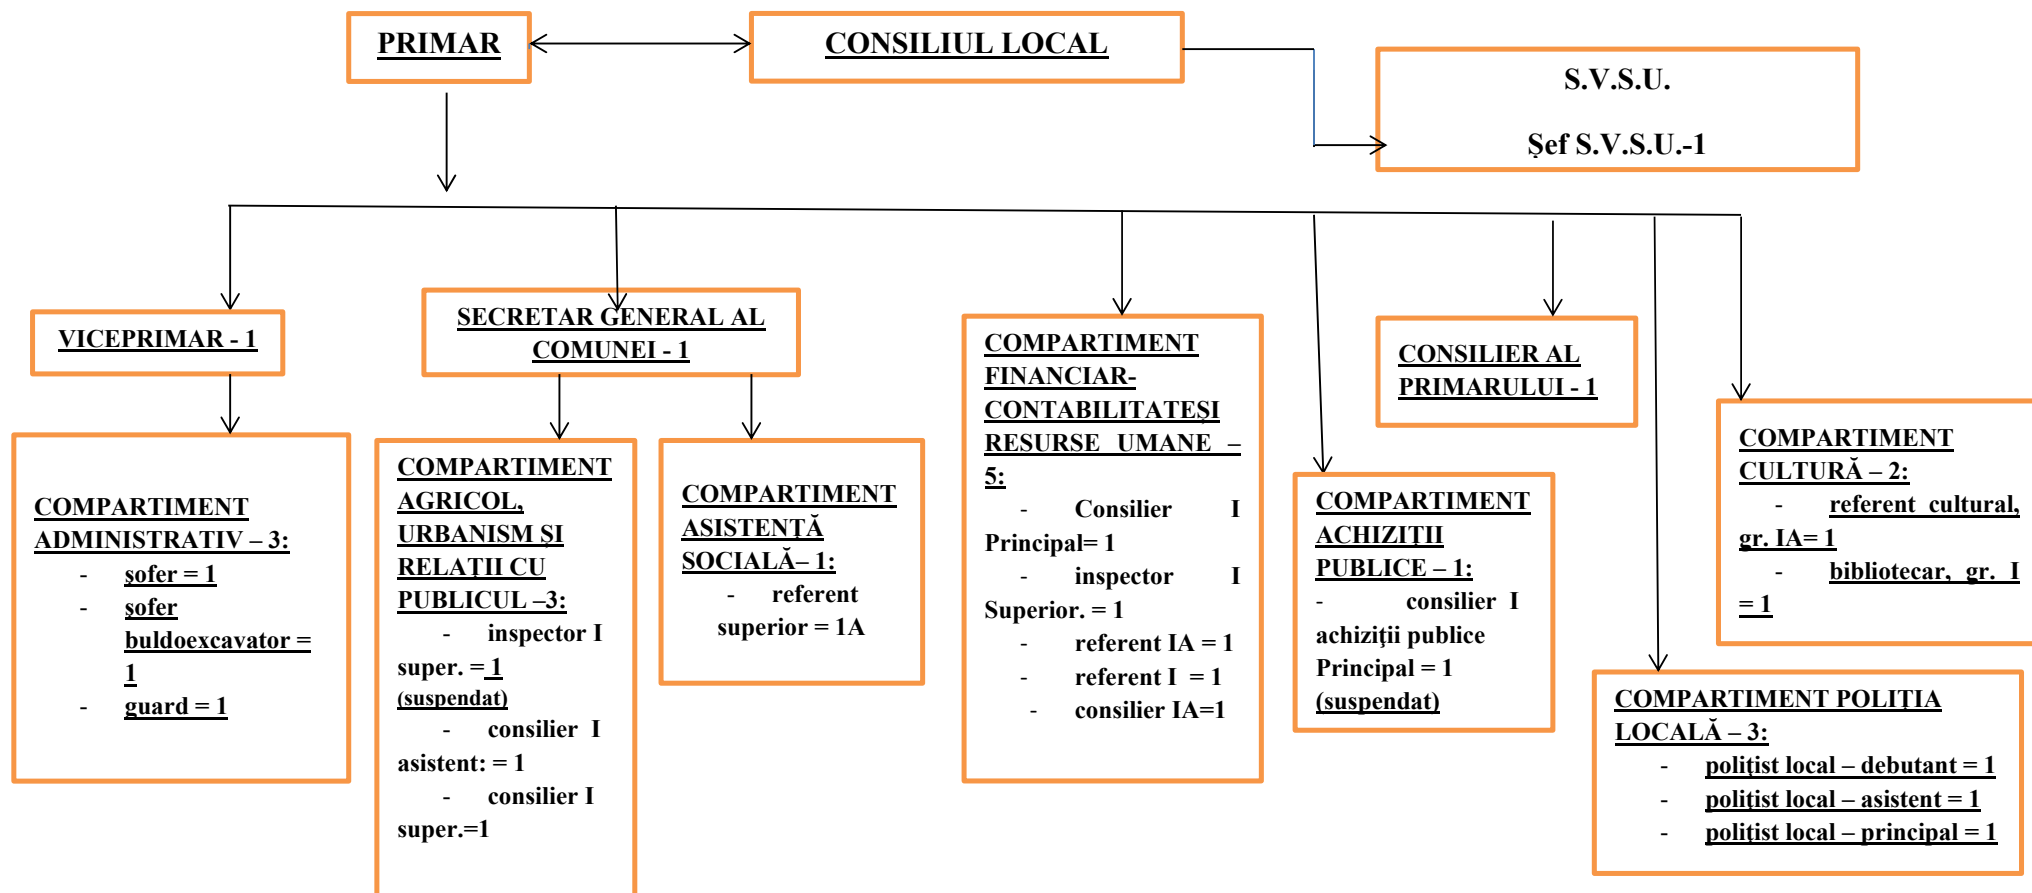 PRIMAR
CONSILIUL LOCAL
S.V.S.U.
Şef S.V.S.U.-1
VICEPRIMAR - 1
SECRETAR GENERAL AL
COMUNEI - 1
COMPARTIMENT
FINANCIAR-
CONTABILITATEŞI
RESURSE UMANE –
5:
- Consilier I
Principal= 1
- inspector I
Superior. = 1
- referent IA = 1
- referent I = 1
- consilier IA=1
CONSILIER AL
PRIMARULUI - 1
COMPARTIMENT
ADMINISTRATIV – 3:
- şofer = 1
- şofer
buldoexcavator =
1
- guard = 1
COMPARTIMENT
AGRICOL,
URBANISM ŞI
RELAŢII CU
PUBLICUL –3:
- inspector I
super. = 1
(suspendat)
- consilier I
asistent: = 1
- consilier I
super.=1
COMPARTIMENT
ASISTENŢĂ
SOCIALĂ– 1:
- referent
superior = 1A
COMPARTIMENT
ACHIZIŢII
PUBLICE – 1:
- consilier I
achiziţii publice
Principal = 1
(suspendat)
COMPARTIMENT
CULTURĂ – 2:
- referent cultural,
gr. IA= 1
- bibliotecar, gr. I
= 1
COMPARTIMENT POLIŢIA
LOCALĂ – 3:
- poliţist local – debutant = 1
- poliţist local – asistent = 1
- poliţist local – principal = 1